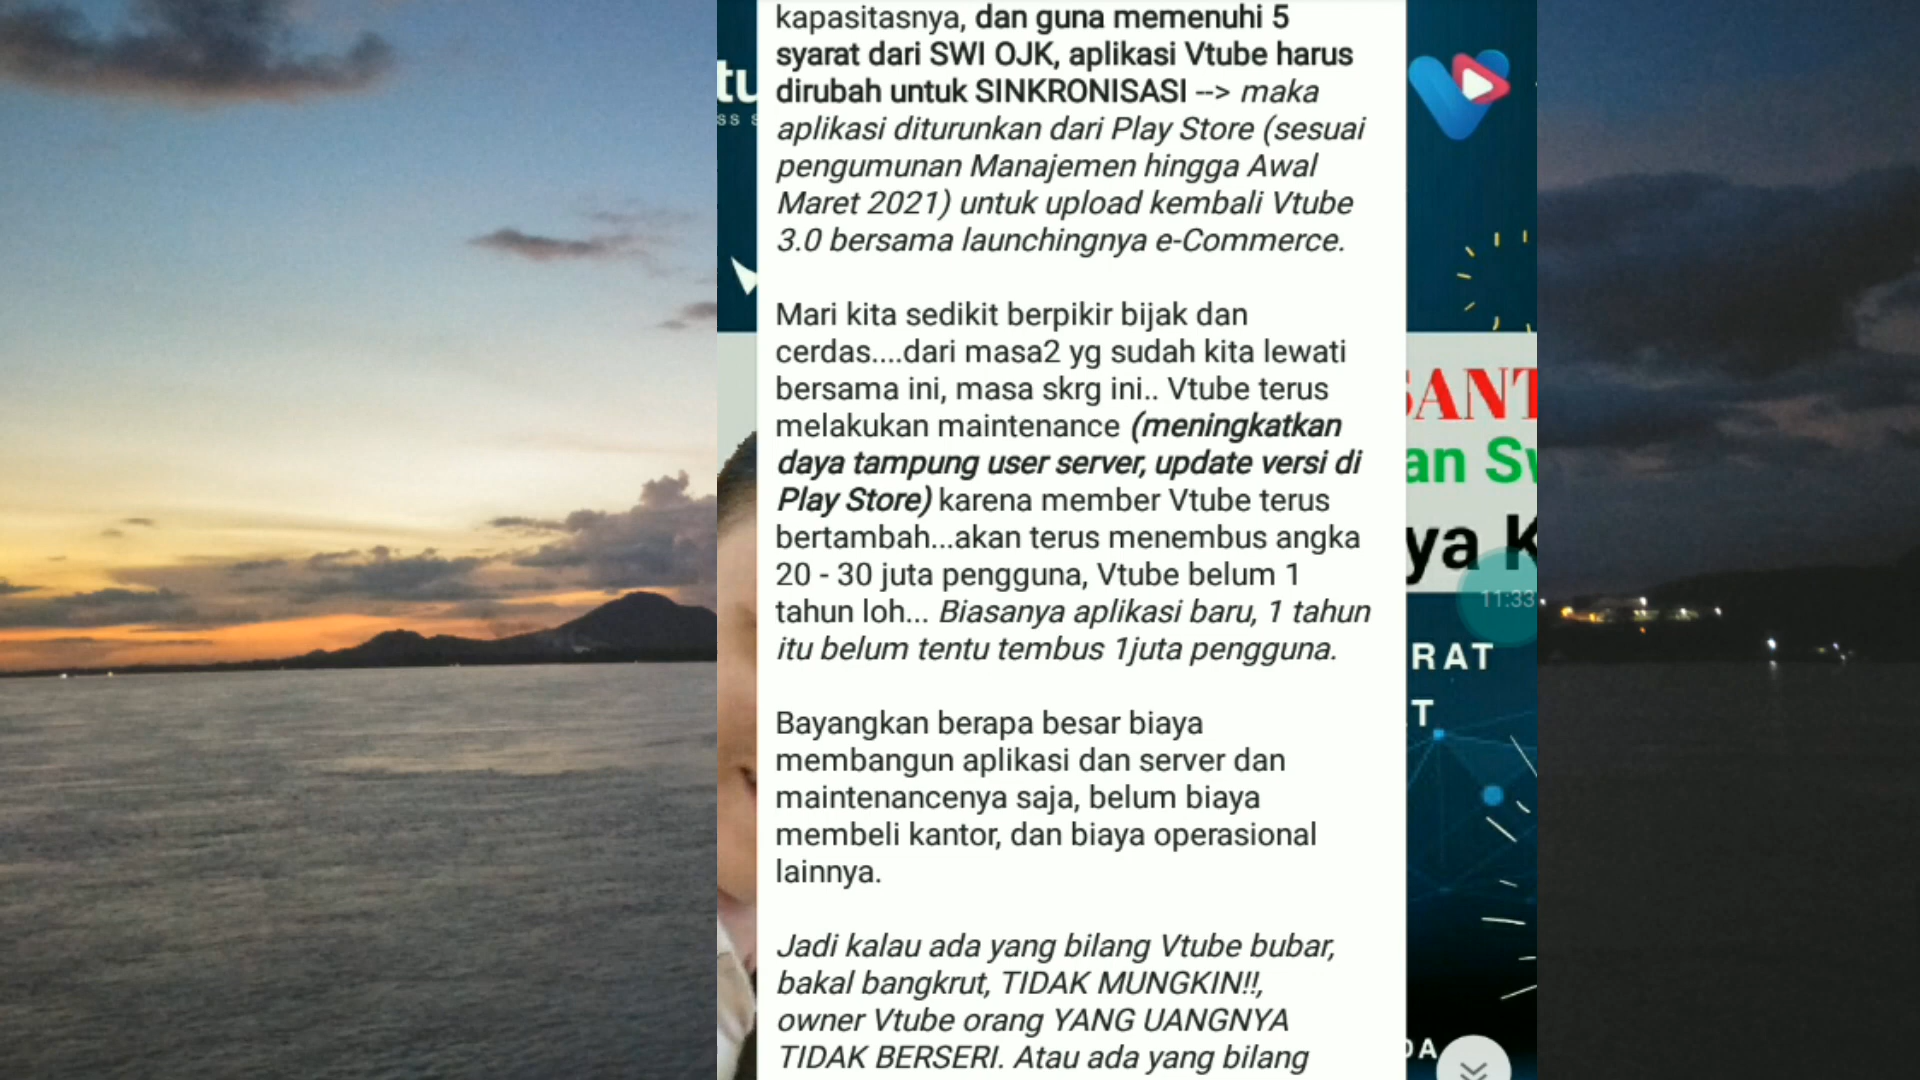 kapasitasnya, dan guna memenuhi 5
syarat dari SWI OJK, aplikasi Vtube harus
dirubah untuk SINKRONISASI --> maka
aplikasi diturunkan dari Play Store (sesuai
pengumunan Manajemen hingga Awal
Maret 2021) untuk upload kembali Vtube
3.0 bersama launchingnya e-Commerce.
Mari kita sedikit berpikir bijak dan
cerdas....dari masa2 yg sudah kita lewati
bersama ini, masa skrg ini.. Vtube terus
melakukan maintenance (meningkatkan
daya tampung user server, update versi di
Play Store) karena member Vtube terus
bertambah...akan terus menembus angka
20 - 30 juta pengguna, Vtube belum 1
tahun loh... Biasanya aplikasi baru, 1 tahun
itu belum tentu tembus 1juta pengguna.
Bayangkan berapa besar biaya
membangun aplikasi dan server dan
maintenancenya saja, belum biaya
membeli kantor, dan biaya operasional
lainnya.
Jadi kalau ada yang bilang Vtube bubar,
bakal bangkrut, TIDAK MUNGKIN!!,
owner Vtube orang YANG UANGNYA
TIDAK BERSERI. Atau ada yang bilang
tu
ss s
SANT
an Sw
ya K
11:33
RAT
T
DA